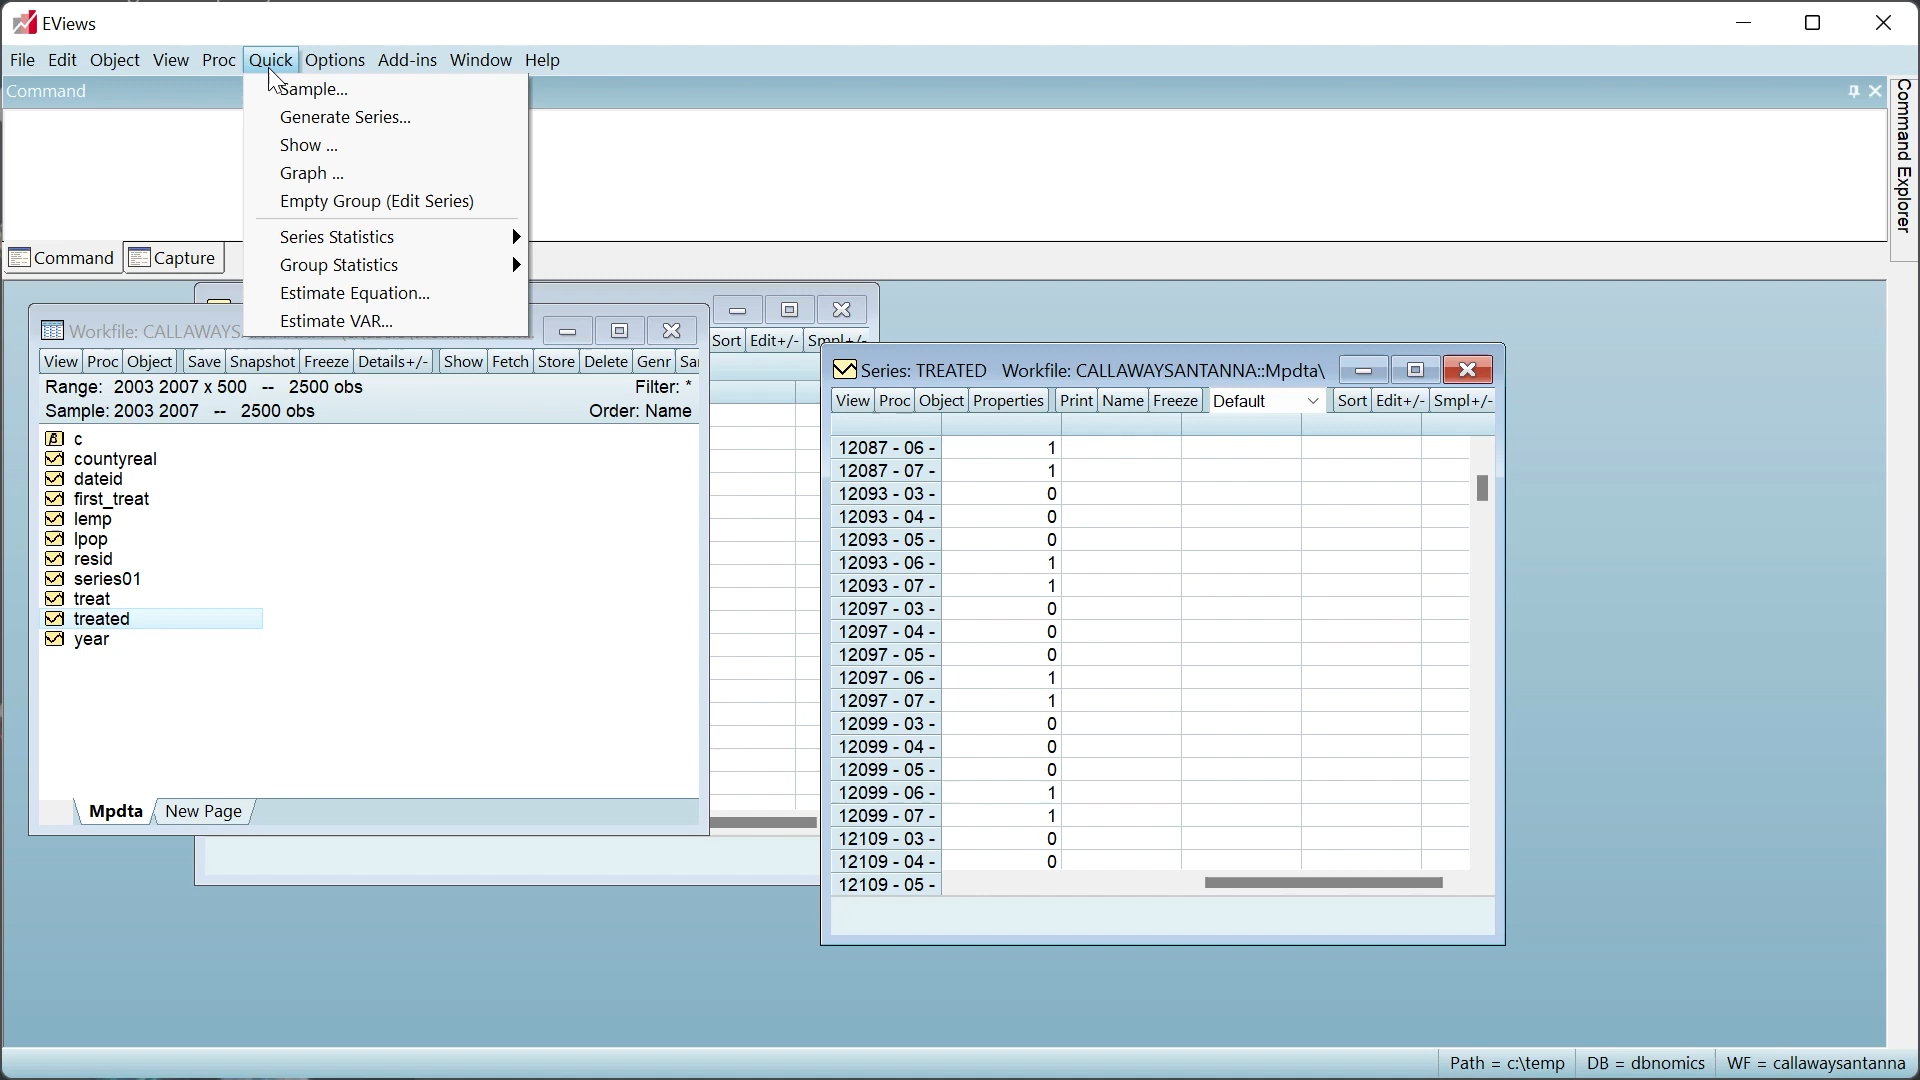 EViews
File Edit Object View Proc Quick Options Add-ins Window Help
Command
Sample...
Generate Series...
Show ...
Graph ...
Empty Group (Edit Series)
Series Statistics
Group Statistics
Estimate Equation...
Estimate VAR...
Command Explorer
Command Capture
Workfile: CALLAWAYS
View Proc Object Save Snapshot Freeze Details+/- Show Fetch Store Delete Genr Sa
Range: 2003 2007 x 500 -- 2500 obs Filter: *
Sample: 2003 2007 -- 2500 obs Order: Name
c
countyreal
dateid
first_treat
lemp
lpop
resid
series01
treat
treated
year
Mpdta New Page
Sort Edit+/- Smpl+/-
Series: TREATED Workfile: CALLAWAYSANTANNA::Mpdta\
View Proc Object Properties Print Name Freeze Default Sort Edit+/- Smpl+/-
12087 - 06 - 1
12087 - 07 - 1
12093 - 03 - 0
12093 - 04 - 0
12093 - 05 - 0
12093 - 06 - 1
12093 - 07 - 1
12097 - 03 - 0
12097 - 04 - 0
12097 - 05 - 0
12097 - 06 - 1
12097 - 07 - 1
12099 - 03 - 0
12099 - 04 - 0
12099 - 05 - 0
12099 - 06 - 1
12099 - 07 - 1
12109 - 03 - 0
12109 - 04 - 0
12109 - 05 -
Path = c:\temp DB = dbnomics WF = callawaysantanna